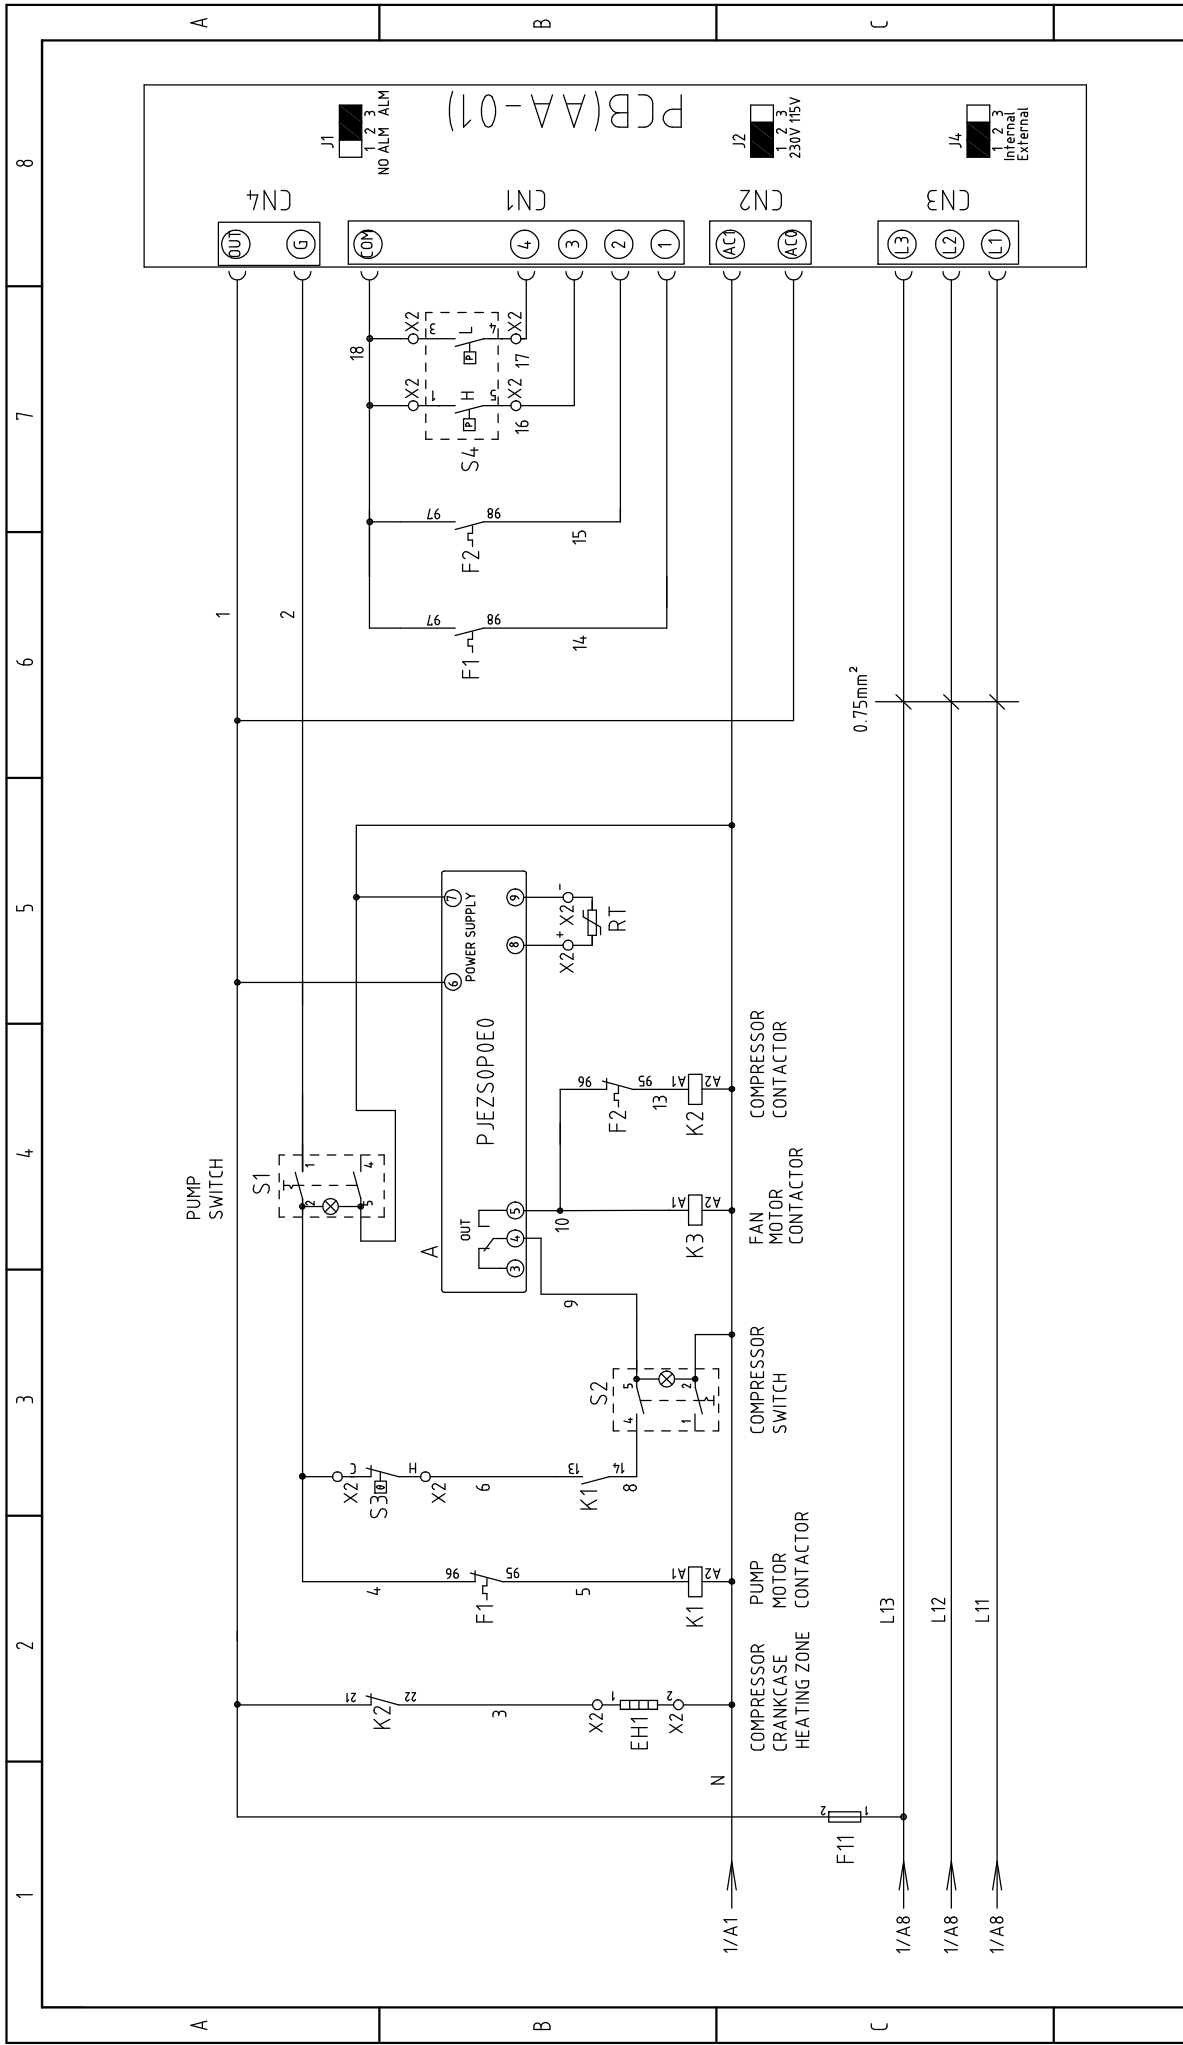 1
2
3
4
5
6
7
8
A
B
C
A
B
C
1/A1
1/A8
1/A8
1/A8
N
F11
2
1
L13
L12
L11
0.75mm²
K2
21
22
3
X2
EH1
1
2
X2
COMPRESSOR
CRANKCASE
HEATING ZONE
4
F1
96
95
5
K1
A1
A2
PUMP
MOTOR
CONTACTOR
X2
C
S3
θ
H
X2
6
K1
13
14
8
S2
4
5
1
2
COMPRESSOR
SWITCH
9
PUMP
SWITCH
S1
1
2
4
5
A
OUT
3
4
5
PJEZS0P0E0
6
7
POWER SUPPLY
8
9
X2
+
X2
-
RT
10
K3
A1
A2
FAN
MOTOR
CONTACTOR
F2
96
95
13
K2
A1
A2
COMPRESSOR
CONTACTOR
1
2
F1
97
98
14
F2
97
98
15
18
S4
X2
1
P
H
5
X2
16
X2
3
P
L
4
X2
17
CN4
OUT
G
CN1
COM
4
3
2
1
CN2
AC1
AC0
CN3
L3
L2
L1
PCB(AA-01)
J1
1 2 3
NO ALM ALM
J2
1 2 3
230V 115V
J4
1 2 3
Internal
External